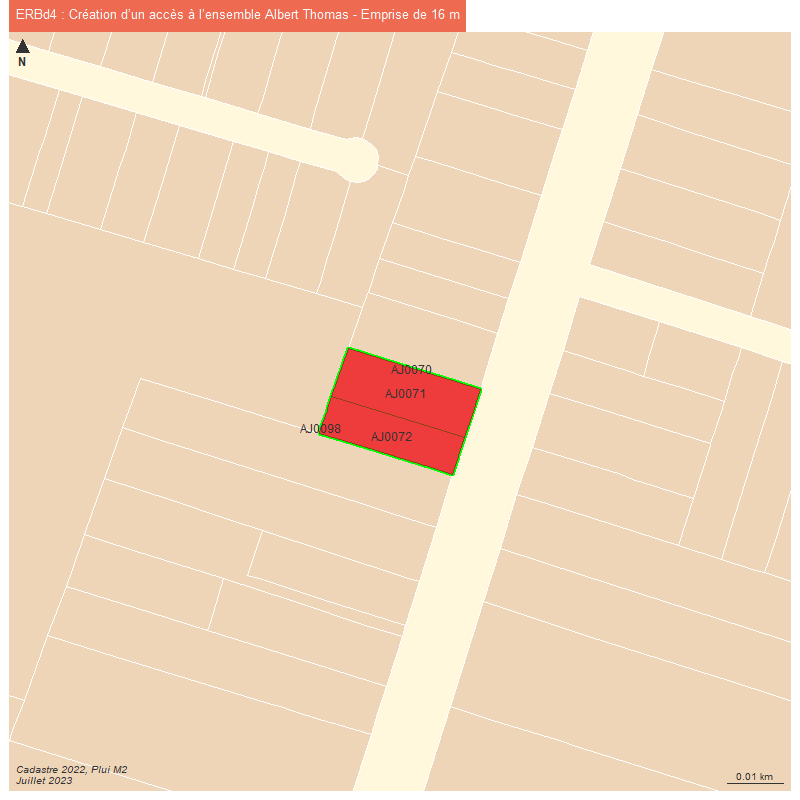 ERBd4 : Création d'un accès à l'ensemble Albert Thomas - Emprise de 16 m
N
AJ0070
AJ0071
AJ0098
AJ0072
Cadastre 2022, Plui M2
Juillet 2023
0.01 km